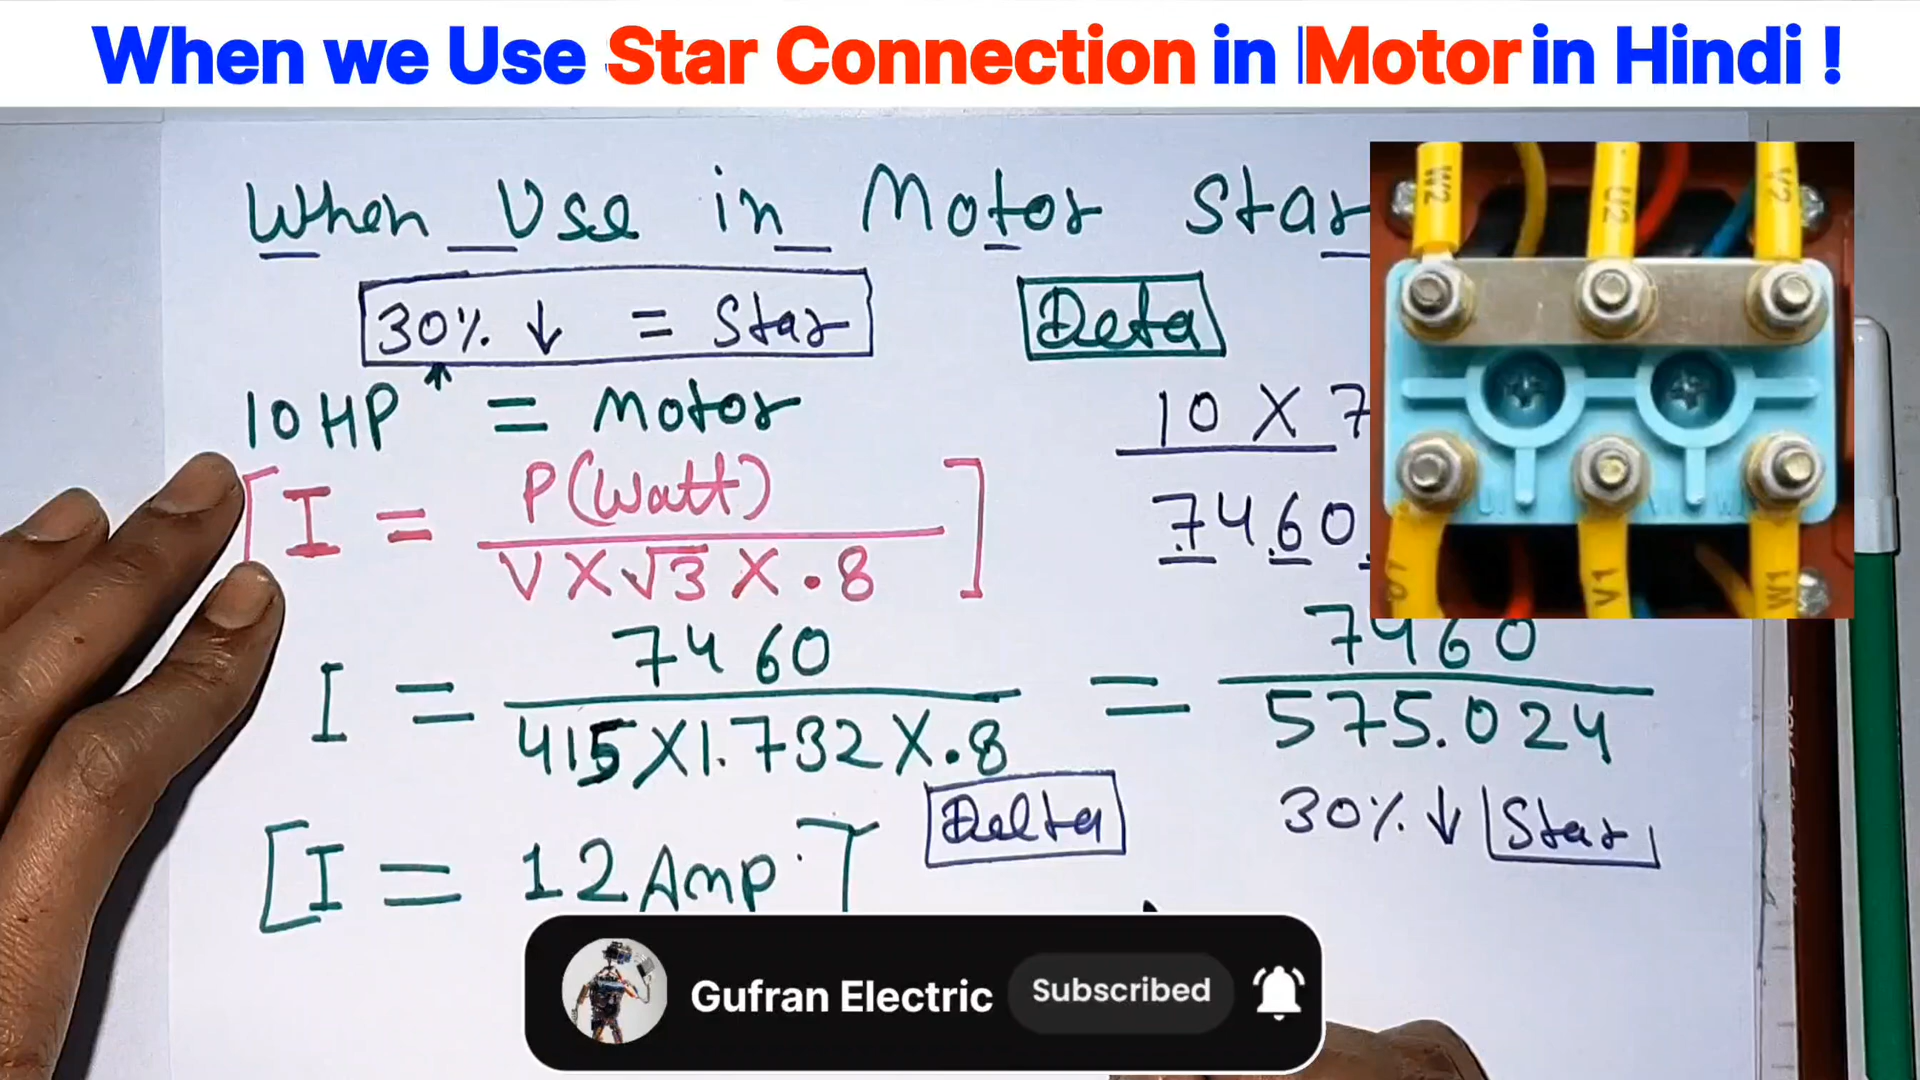 When we Use Star Connection in Motor in Hindi !
When Use in Motor Star
30% ↓ = Star
Delta
10 HP = Motor
10 X 7
[I = P(Watt) / V X √3 X .8]
7460
I = 7460 / 415 X 1.732 X .8 = 7460 / 575.024
Delta
30% ↓ Star
[I = 12 Amp.]
W2 U2 V2
V1 W1
Gufran Electric Subscribed